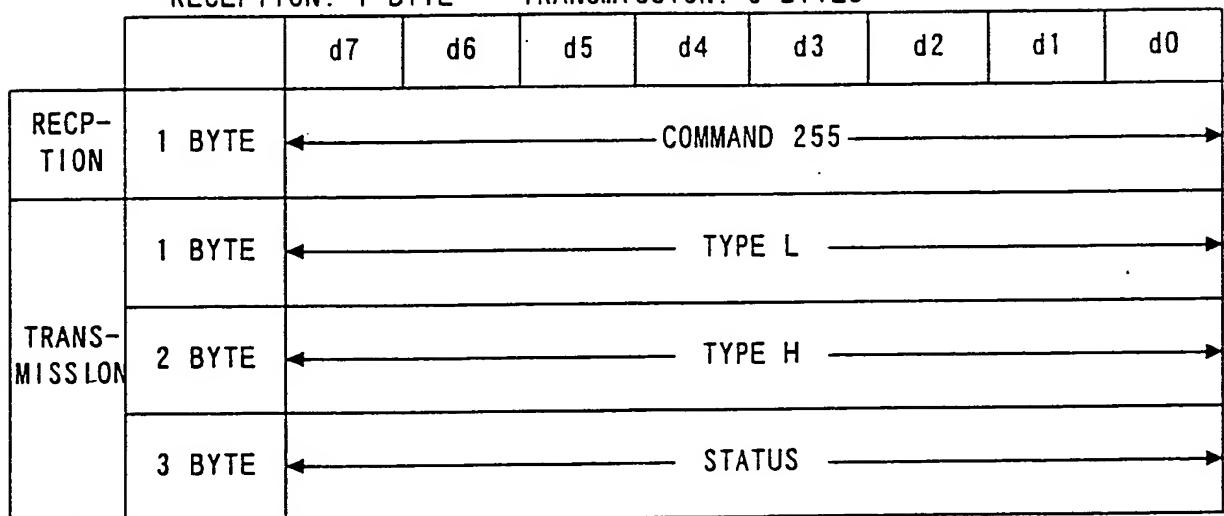 d7 d6 d5 d4 d3 d2 d1 d0
RECP-
TION
1 BYTE
COMMAND 255
TRANS-
MISSION
1 BYTE
TYPE L
2 BYTE
TYPE H
3 BYTE
STATUS